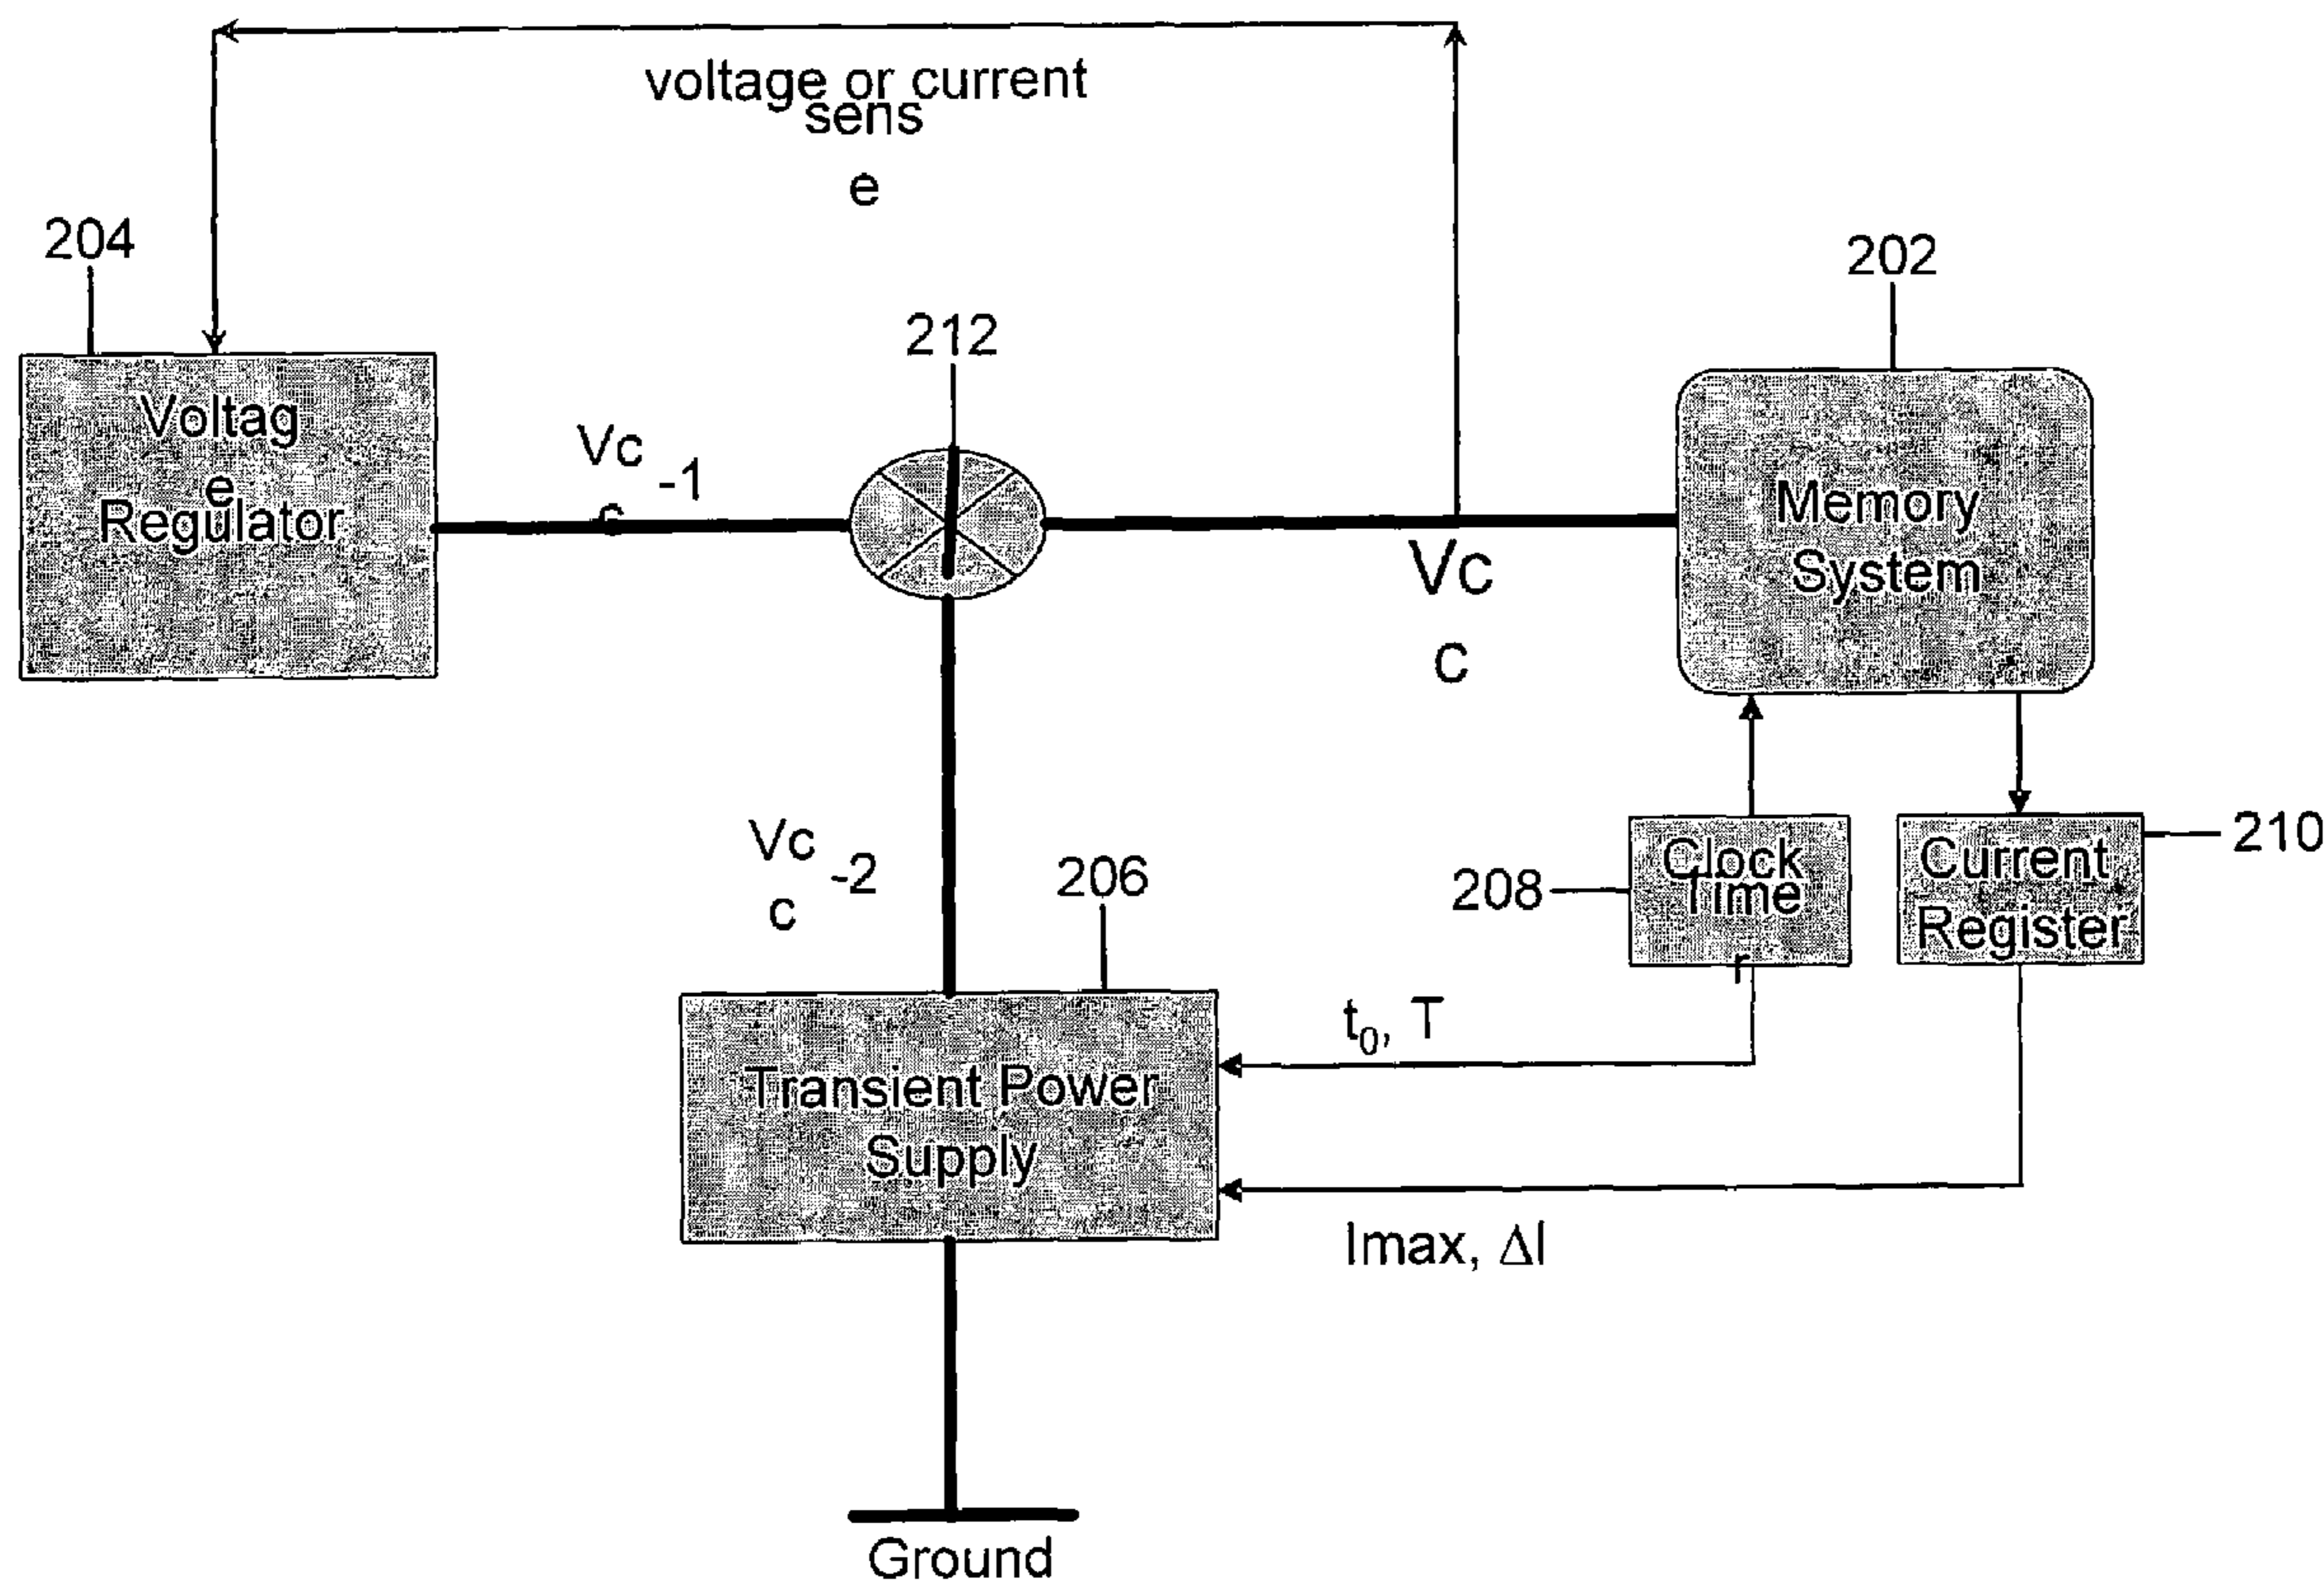 voltage or current
sens
e
204
202
212
Voltag
e
Regulator
Vc
-1
c
Memory
System
Vc
c
Vc
-2
c
206
208
Clock
Time
r
Current
Register
210
t0, T
Transient Power
Supply
Imax, ΔI
Ground